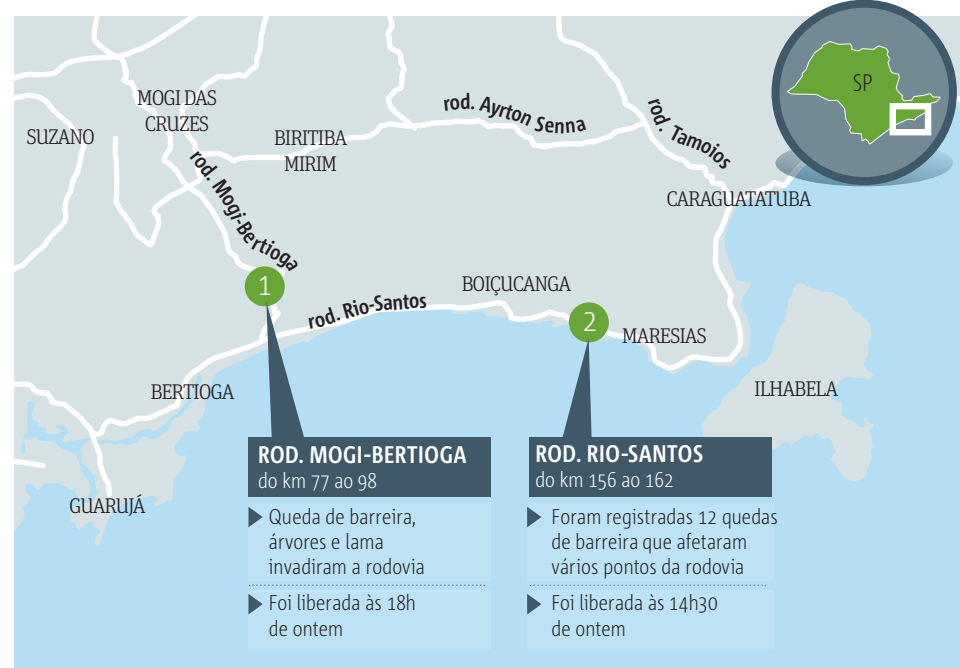 SP
MOGI DAS
CRUZES
SUZANO
BIRITIBA
MIRIM
rod. Ayrton Senna
rod. Tamoios
CARAGUATATUBA
rod. Mogi-Bertioga
1
BOIÇUCANGA
rod. Rio-Santos
2
MARESIAS
BERTIOGA
ILHABELA
GUARUJÁ
ROD. MOGI-BERTIOGA
do km 77 ao 98
Queda de barreira,
árvores e lama
invadiram a rodovia
Foi liberada às 18h
de ontem
ROD. RIO-SANTOS
do km 156 ao 162
Foram registradas 12 quedas
de barreira que afetaram
vários pontos da rodovia
Foi liberada às 14h30
de ontem